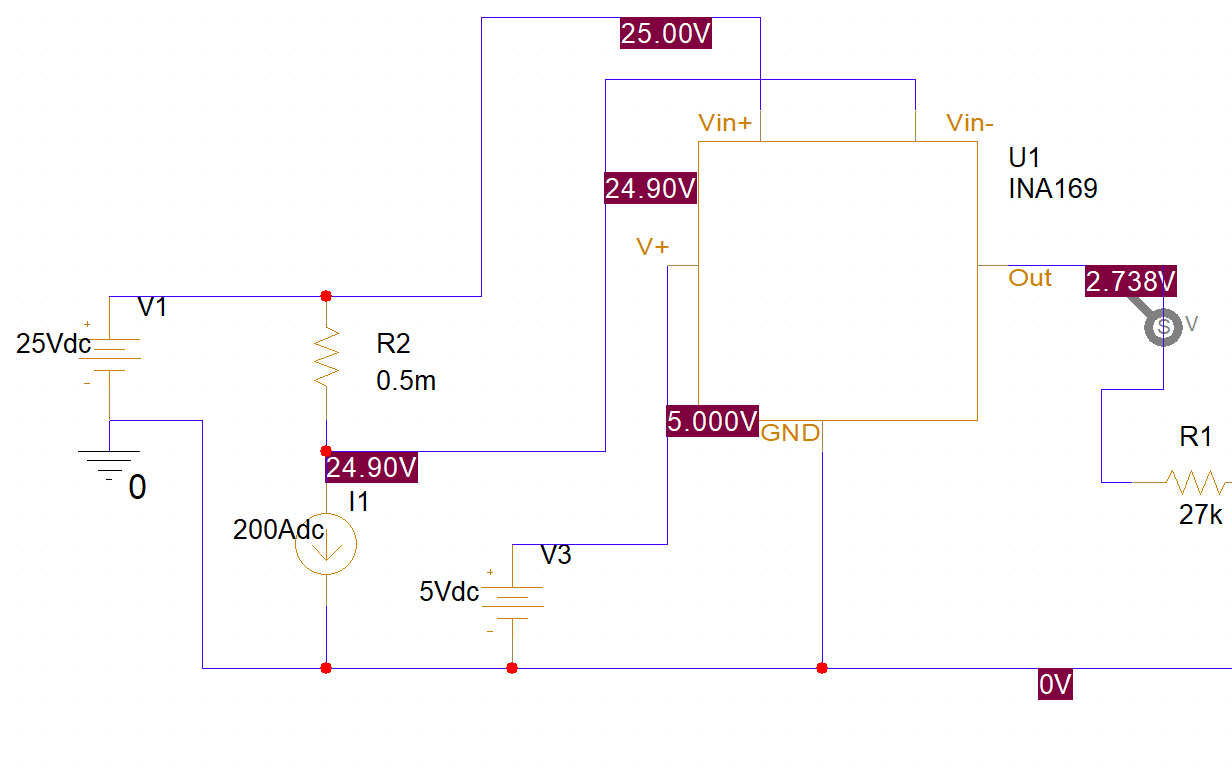 25.00V
Vin+
Vin-
U1
INA169
24.90V
V+
Out
2.738V
V1
+
25Vdc
-
S
V
R2
0.5m
5.000V
GND
R1
24.90V
0
I1
27k
200Adc
V3
+
5Vdc
-
0V